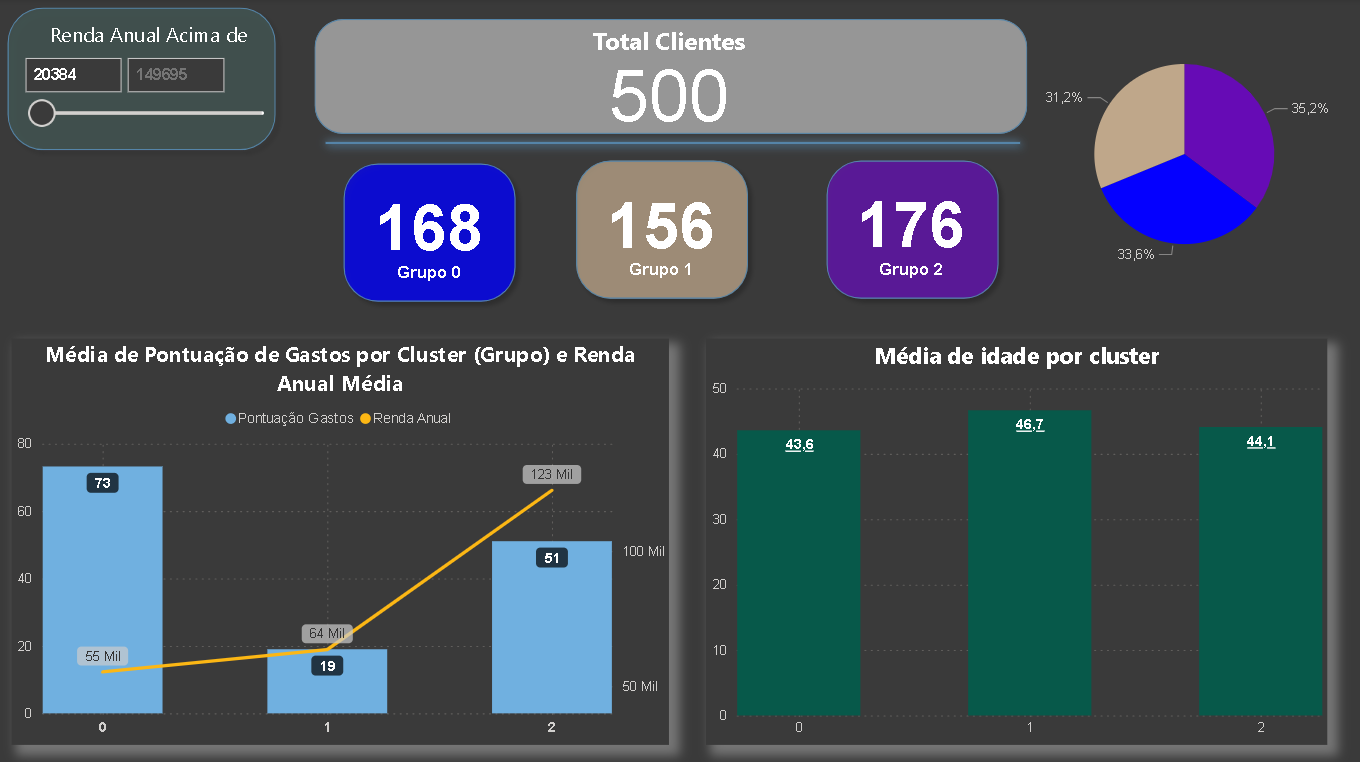 Renda Anual Acima de
20384
149695
Total Clientes
500
168
Grupo 0
156
Grupo 1
176
Grupo 2
31,2%
35,2%
33,6%
Média de Pontuação de Gastos por Cluster (Grupo) e Renda
Anual Média
Pontuação Gastos Renda Anual
80
60
40
20
0
73
19
51
55 Mil
64 Mil
123 Mil
100 Mil
50 Mil
0 1 2
Média de idade por cluster
50
40
30
20
10
0
43,6
46,7
44,1
0 1 2